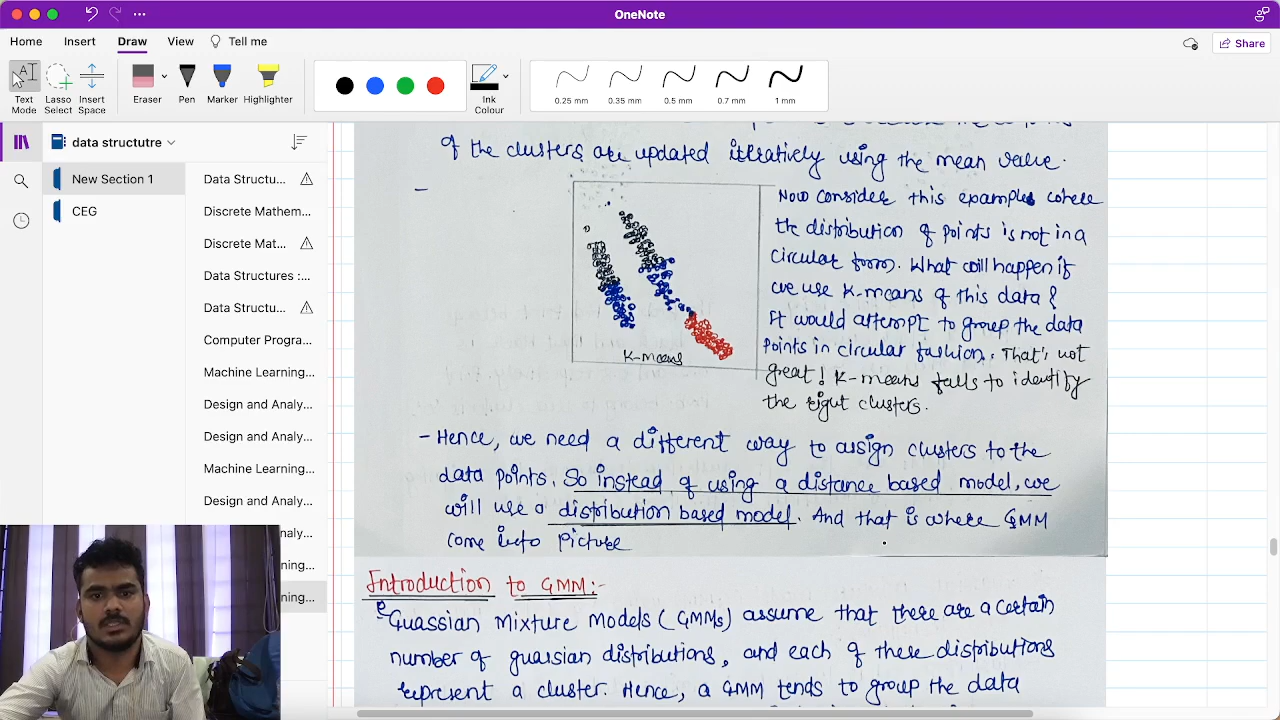 OneNote
Home Insert Draw View Tell me
Share
Text Mode
Lasso Select
Insert Space
Eraser
Pen
Marker
Highlighter
Ink Colour
0.25 mm 0.35 mm 0.5 mm 0.7 mm 1 mm
data structutre
New Section 1
CEG
Data Structu...
Discrete Mathem...
Discrete Mat...
Data Structures :...
Data Structu...
Computer Progra...
Machine Learning...
Design and Analy...
Design and Analy...
Machine Learning...
Design and Analy...
of the clusters are updated iteratively using the mean value.
-
K-means
Now consider this example where
the distribution of points is not in a
circular form. What will happen if
we use K-means of this data?
It would attempt to group the data
points in circular fashion. That's not
great! K-means falls to identify
the right clusters.
- Hence, we need a different way to assign clusters to the
data points. So instead of using a distance based model, we
will use a distribution based model. And that is where GMM
come into picture
Introduction to GMM:-
Guassian Mixture Models (GMMs) assume that there are a certain
number of guassian distributions, and each of these distributions
represent a cluster. Hence, a GMM tends to group the data